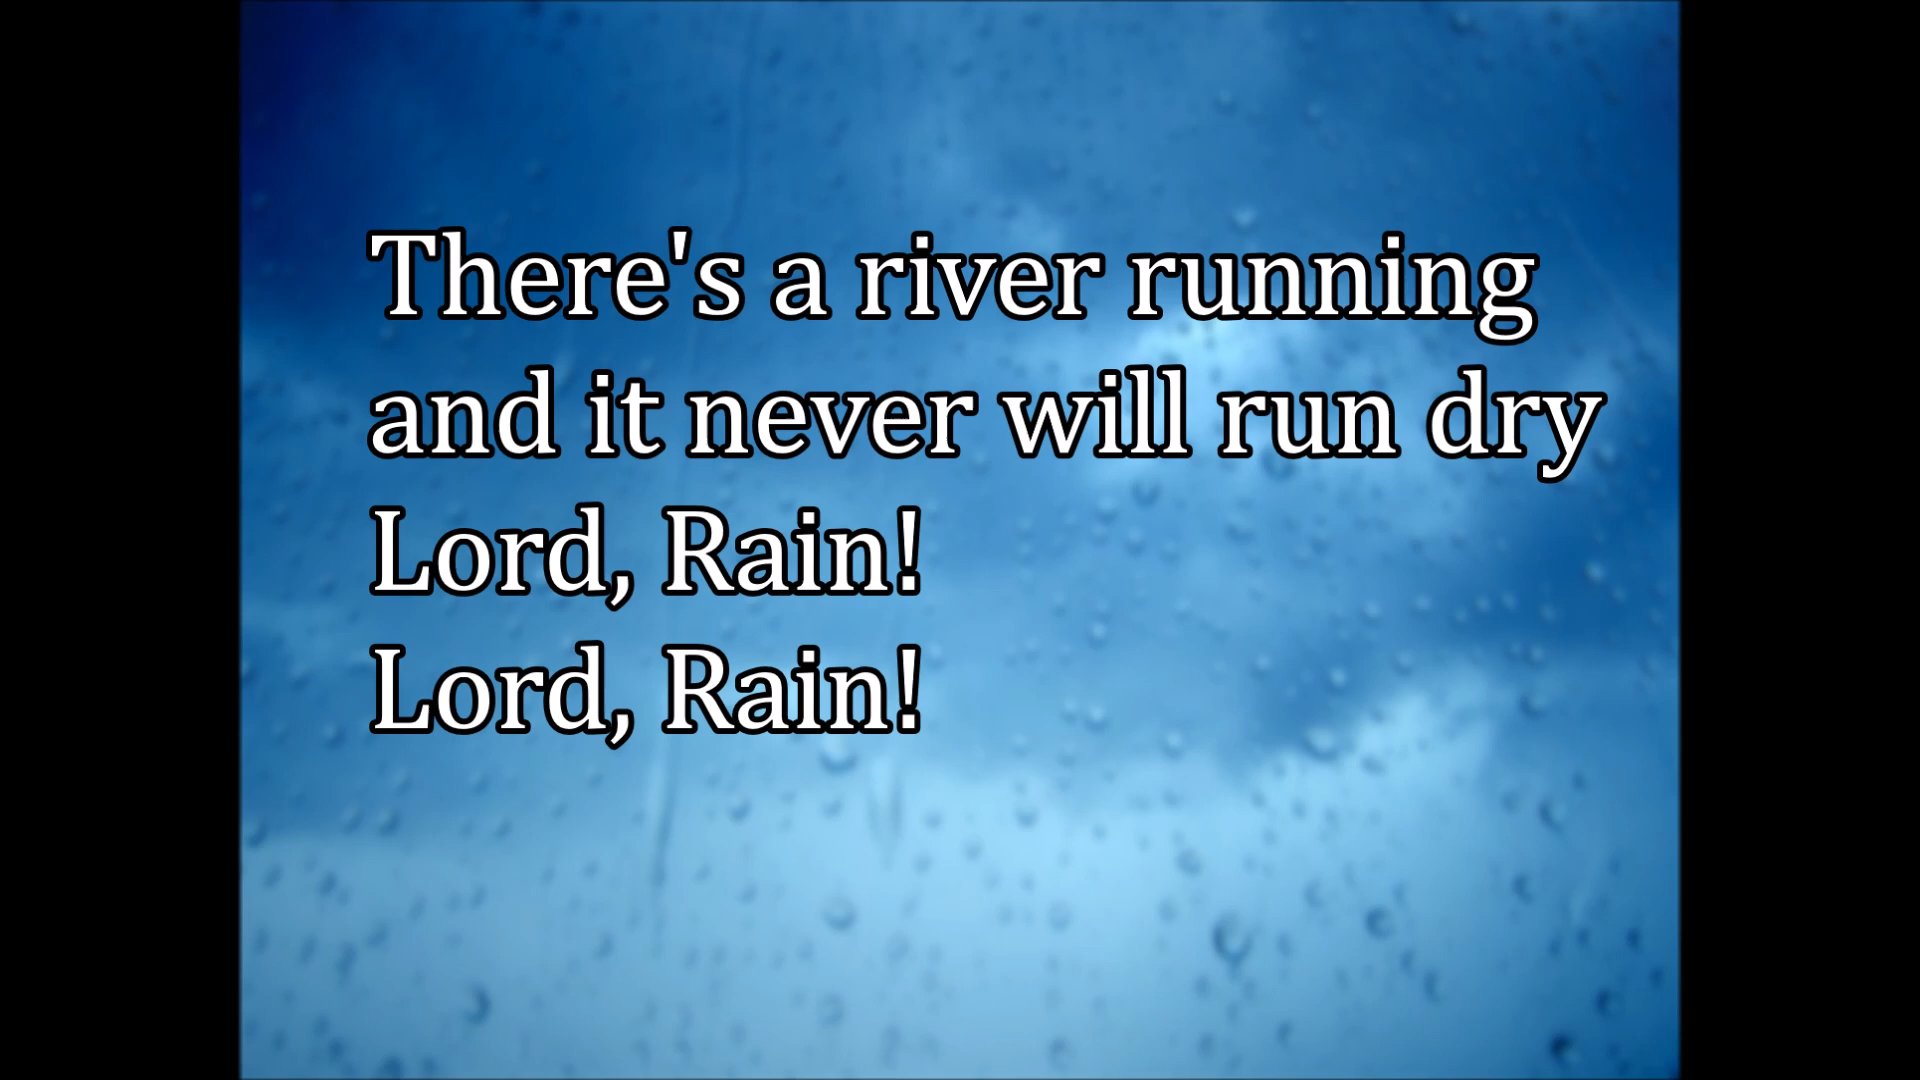 There's a river running
and it never will run dry
Lord, Rain!
Lord, Rain!